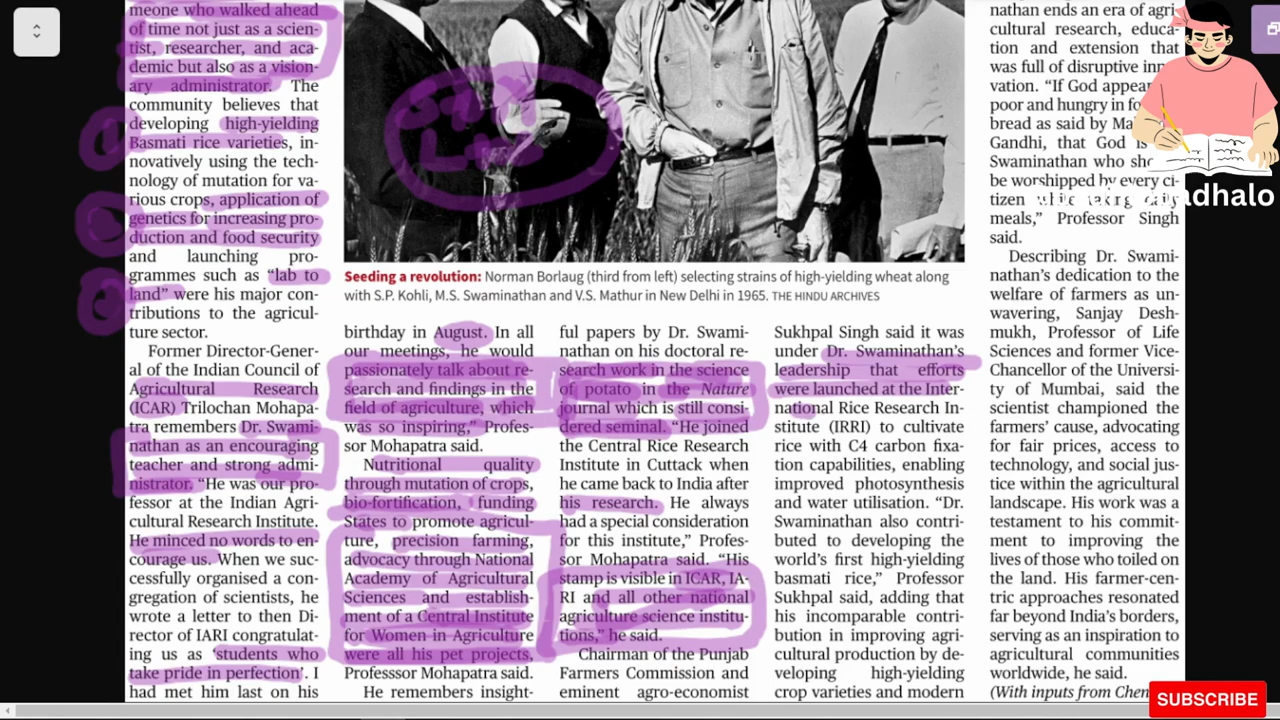 meone who walked ahead
of time not just as a scien-
tist, researcher, and aca-
demic but also as a vision-
ary administrator. The
community believes that
developing high-yielding
Basmati rice varieties, in-
novatively using the tech-
nology of mutation for va-
rious crops, application of
genetics for increasing pro-
duction and food security
and launching pro-
grammes such as “lab to
land” were his major con-
tributions to the agricul-
ture sector.
Former Director-Gener-
al of the Indian Council of
Agricultural Research
(ICAR) Trilochan Mohapa-
tra remembers Dr. Swami-
nathan as an encouraging
teacher and strong admi-
nistrator. “He was our pro-
fessor at the Indian Agri-
cultural Research Institute.
He minced no words to en-
courage us. When we suc-
cessfully organised a con-
gregation of scientists, he
wrote a letter to then Di-
rector of IARI congratulat-
ing us as ‘students who
take pride in perfection’. I
had met him last on his
Seeding a revolution: Norman Borlaug (third from left) selecting strains of high-yielding wheat along
with S.P. Kohli, M.S. Swaminathan and V.S. Mathur in New Delhi in 1965. THE HINDU ARCHIVES
birthday in August. In all
our meetings, he would
passionately talk about re-
search and findings in the
field of agriculture, which
was so inspiring,” Profes-
sor Mohapatra said.
Nutritional quality
through mutation of crops,
bio-fortification, funding
States to promote agricul-
ture, precision farming,
advocacy through National
Academy of Agricultural
Sciences and establish-
ment of a Central Institute
for Women in Agriculture
were all his pet projects,
Professsor Mohapatra said.
He remembers insight-
ful papers by Dr. Swami-
nathan on his doctoral re-
search work in the science
of potato in the Nature
journal which is still consi-
dered seminal. “He joined
the Central Rice Research
Institute in Cuttack when
he came back to India after
his research. He always
had a special consideration
for this institute,” Profes-
sor Mohapatra said. “His
stamp is visible in ICAR, IA-
RI and all other national
agriculture science institu-
tions,” he said.
Chairman of the Punjab
Farmers Commission and
eminent agro-economist
Sukhpal Singh said it was
under Dr. Swaminathan’s
leadership that efforts
were launched at the Inter-
national Rice Research In-
stitute (IRRI) to cultivate
rice with C4 carbon fixa-
tion capabilities, enabling
improved photosynthesis
and water utilisation. “Dr.
Swaminathan also contri-
buted to developing the
world’s first high-yielding
basmati rice,” Professor
Sukhpal said, adding that
his incomparable contri-
bution in improving agri-
cultural production by de-
veloping high-yielding
crop varieties and modern
nathan ends an era of agri-
cultural research, educa-
tion and extension that
was full of disruptive
vation. “If God
poor and hungry in
bread as said by
Gandhi, that God is
Swaminathan who
be worshipped by every ci-
tizen
meals,” Professor Singh
said.
Describing Dr. Swami-
nathan’s dedication to the
welfare of farmers as un-
wavering, Sanjay Desh-
mukh, Professor of Life
Sciences and former Vice-
Chancellor of the Universi-
ty of Mumbai, said the
scientist championed the
farmers’ cause, advocating
for fair prices, access to
technology, and social jus-
tice within the agricultural
landscape. His work was a
testament to his commit-
ment to improving the
lives of those who toiled on
the land. His farmer-cen-
tric approaches resonated
far beyond India’s borders,
serving as an inspiration to
agricultural communities
worldwide, he said.
(With inputs from
SUBSCRIBE